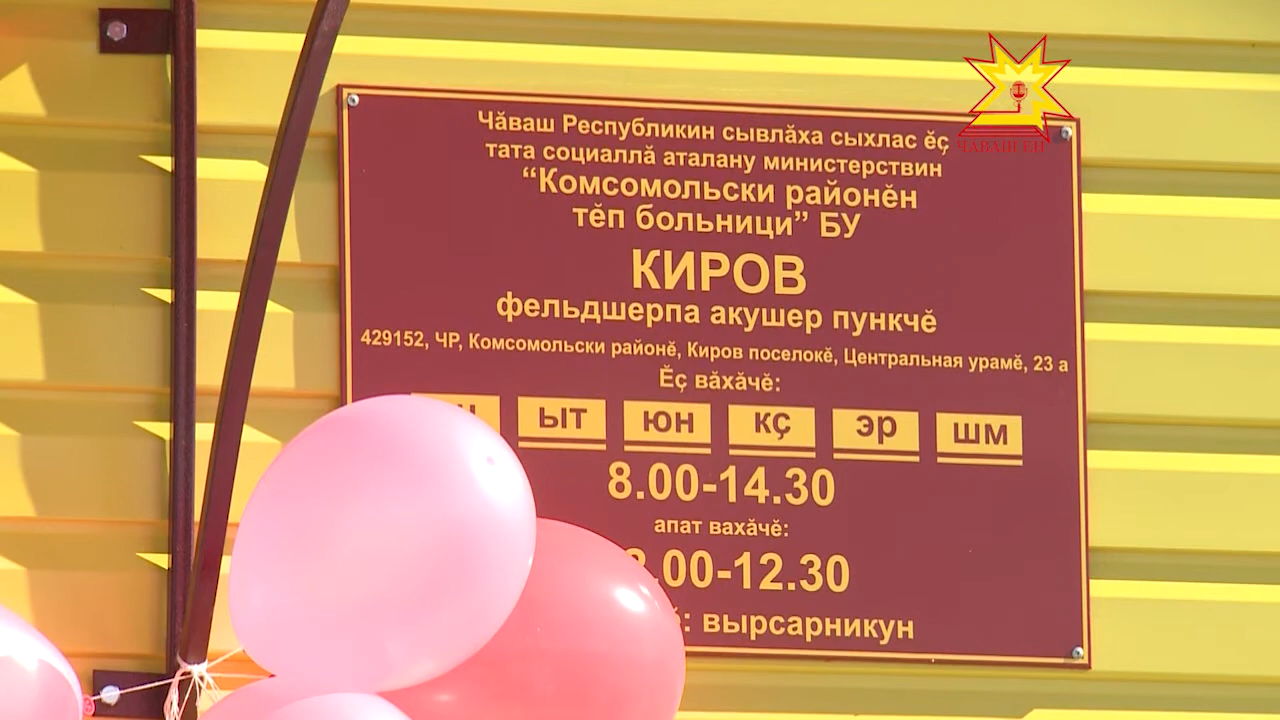 Чӑваш Республикин сывлӑха сыхлас ӗҫ
тата социаллӑ аталану министерствин
“Комсомольски районӗн
тӗп больници” БУ
КИРОВ
фельдшерпа акушер пункчӗ
429152, ЧР, Комсомольски районӗ, Киров поселокӗ, Центральная урамӗ, 23 а
Ӗҫ вӑхӑчӗ:
ыт юн кҫ эр шм
8.00-14.30
апат вахӑчӗ:
.00-12.30
вырсарникун
ЧӐВАШ ЕН